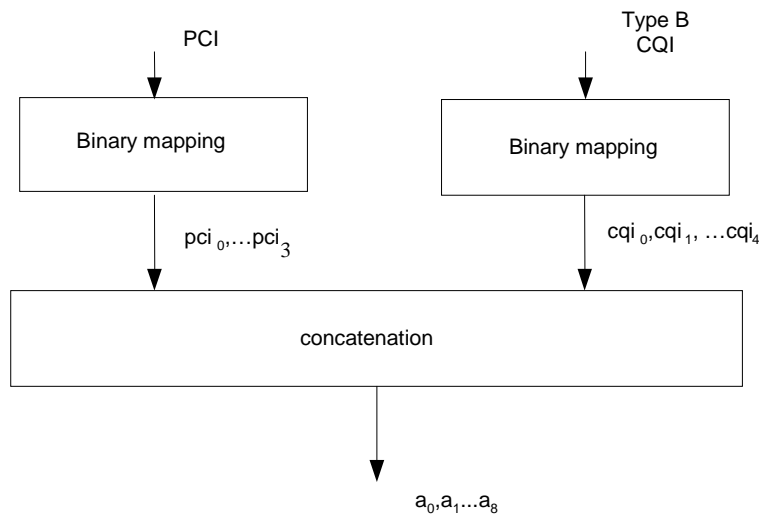 PCI
Type B
CQI
Binary mapping
Binary mapping
pci₀,…pci₃
cqi₀,cqi₁, …cqi₄
concatenation
a₀,a₁...a₈